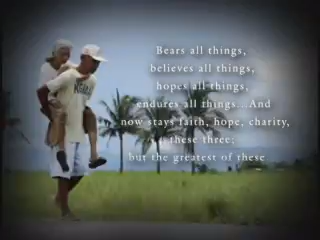 Bears all things,
believes all things,
hopes all things,
endures all things...And
now stays faith, hope, charity,
these three;
but the greatest of these